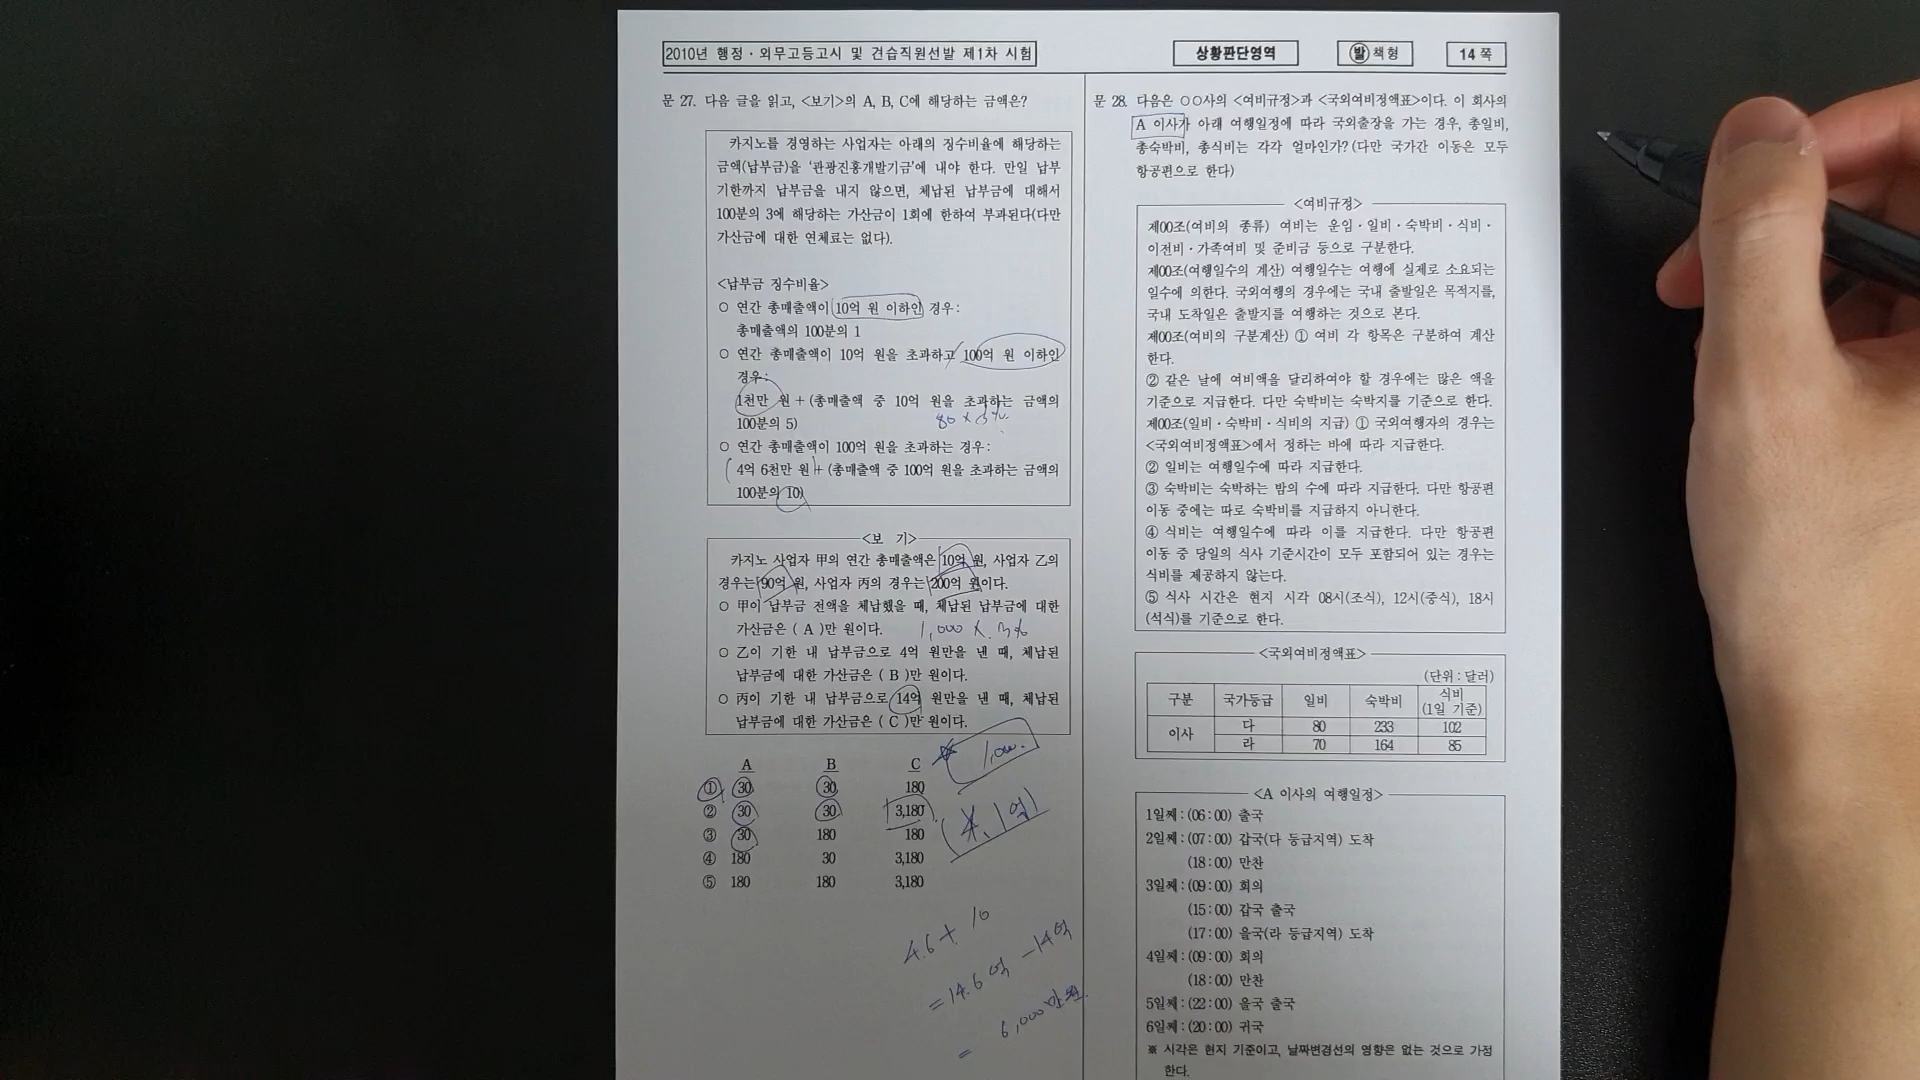 2010년 행정·외무고등고시 및 견습직원선발 제1차 시험
상황판단영역
발 책형
14 쪽
문 27. 다음 글을 읽고, <보기>의 A, B, C에 해당하는 금액은?
카지노를 경영하는 사업자는 아래의 징수비율에 해당하는
금액(납부금)을 '관광진흥개발기금'에 내야 한다. 만일 납부
기한까지 납부금을 내지 않으면, 체납된 납부금에 대해서
100분의 3에 해당하는 가산금이 1회에 한하여 부과된다(다만
가산금에 대한 연체료는 없다).
<납부금 징수비율>
○ 연간 총매출액이 10억 원 이하인 경우:
총매출액의 100분의 1
○ 연간 총매출액이 10억 원을 초과하고 100억 원 이하인
경우:
1천만 원 + (총매출액 중 10억 원을 초과하는 금액의
100분의 5)
80 × 5%
○ 연간 총매출액이 100억 원을 초과하는 경우:
4억 6천만 원 + (총매출액 중 100억 원을 초과하는 금액의
100분의 10)
<보 기>
카지노 사업자 甲의 연간 총매출액은 10억 원, 사업자 乙의
경우는 90억 원, 사업자 丙의 경우는 200억 원이다.
○ 甲이 납부금 전액을 체납했을 때, 체납된 납부금에 대한
가산금은 ( A )만 원이다.
1,000 × 3%
○ 乙이 기한 내 납부금으로 4억 원만을 낸 때, 체납된
납부금에 대한 가산금은 ( B )만 원이다.
○ 丙이 기한 내 납부금으로 14억 원만을 낸 때, 체납된
납부금에 대한 가산금은 ( C )만 원이다.
1,000.
A B C
① 30 30 180
② 30 30 3,180
③ 30 180 180
④ 180 30 3,180
⑤ 180 180 3,180
4.1억
4.6 + 10
= 14.6억 - 14억
= 6,000만원
문 28. 다음은 ○○사의 <여비규정>과 <국외여비정액표>이다. 이 회사의
A 이사가 아래 여행일정에 따라 국외출장을 가는 경우, 총일비,
총숙박비, 총식비는 각각 얼마인가? (다만 국가간 이동은 모두
항공편으로 한다)
<여비규정>
제00조(여비의 종류) 여비는 운임·일비·숙박비·식비·
이전비·가족여비 및 준비금 등으로 구분한다.
제00조(여행일수의 계산) 여행일수는 여행에 실제로 소요되는
일수에 의한다. 국외여행의 경우에는 국내 출발일은 목적지를,
국내 도착일은 출발지를 여행하는 것으로 본다.
제00조(여비의 구분계산) ① 여비 각 항목은 구분하여 계산
한다.
② 같은 날에 여비액을 달리하여야 할 경우에는 많은 액을
기준으로 지급한다. 다만 숙박비는 숙박지를 기준으로 한다.
제00조(일비·숙박비·식비의 지급) ① 국외여행자의 경우는
<국외여비정액표>에서 정하는 바에 따라 지급한다.
② 일비는 여행일수에 따라 지급한다.
③ 숙박비는 숙박하는 밤의 수에 따라 지급한다. 다만 항공편
이동 중에는 따로 숙박비를 지급하지 아니한다.
④ 식비는 여행일수에 따라 이를 지급한다. 다만 항공편
이동 중 당일의 식사 기준시간이 모두 포함되어 있는 경우는
식비를 제공하지 않는다.
⑤ 식사 시간은 현지 시각 08시(조식), 12시(중식), 18시
(석식)를 기준으로 한다.
<국외여비정액표>
(단위 : 달러)
구분 국가등급 일비 숙박비 식비
(1일 기준)
이사 다 80 233 102
라 70 164 85
<A 이사의 여행일정>
1일째 : (06 : 00) 출국
2일째 : (07 : 00) 갑국(다 등급지역) 도착
(18 : 00) 만찬
3일째 : (09 : 00) 회의
(15 : 00) 갑국 출국
(17 : 00) 을국(라 등급지역) 도착
4일째 : (09 : 00) 회의
(18 : 00) 만찬
5일째 : (22 : 00) 을국 출국
6일째 : (20 : 00) 귀국
※ 시각은 현지 기준이고, 날짜변경선의 영향은 없는 것으로 가정
한다.